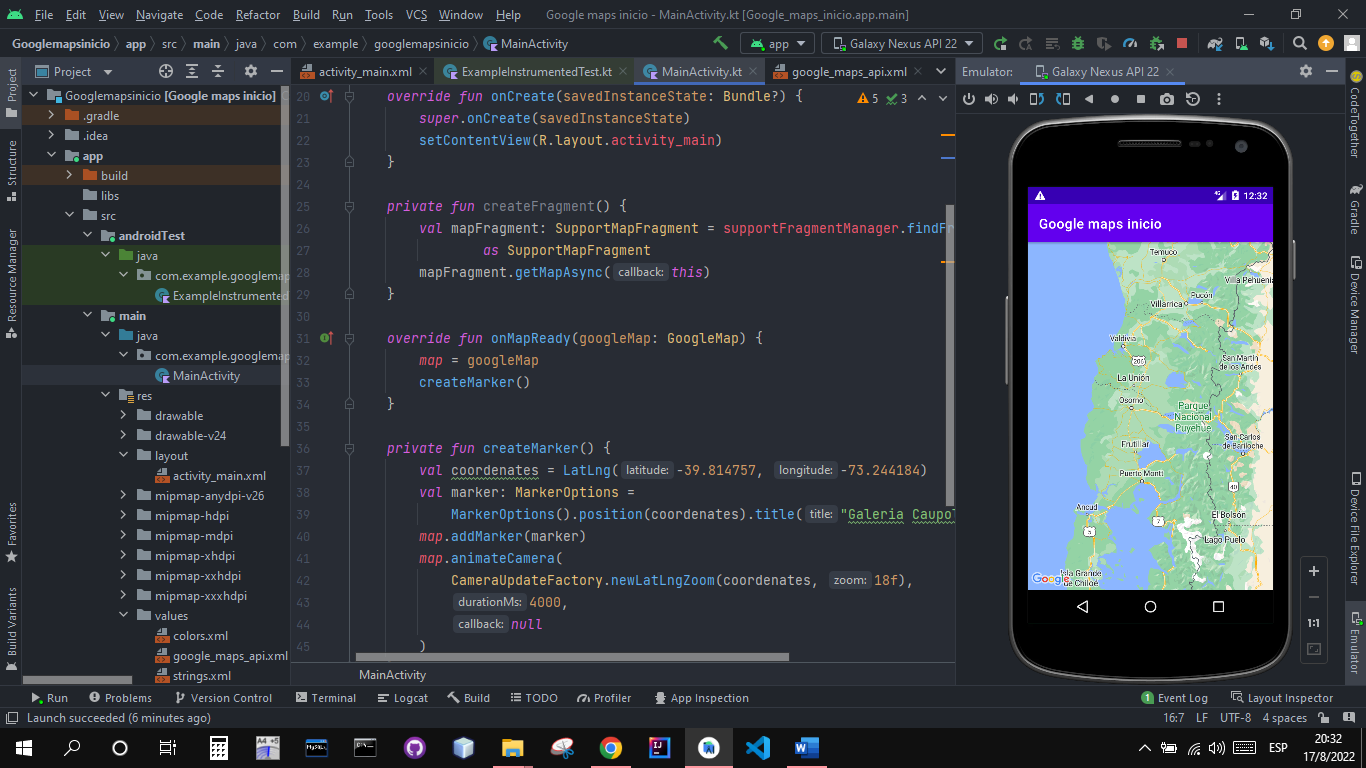 File Edit View Navigate Code Refactor Build Run Tools VCS Window Help Google maps inicio - MainActivity.kt [Google_maps_inicio.app.main]
Googlemapsinicio app src main java com example googlemapsinicio MainActivity app Galaxy Nexus API 22
Project activity_main.xml ExampleInstrumentedTest.kt MainActivity.kt google_maps_api.xml Emulator: Galaxy Nexus API 22
Project
Structure
Resource Manager
Favorites
Build Variants
Googlemapsinicio [Google maps inicio]
.gradle
.idea
app
build
libs
src
androidTest
java
com.example.googlemap
ExampleInstrumented
main
java
com.example.googlemap
MainActivity
res
drawable
drawable-v24
layout
activity_main.xml
mipmap-anydpi-v26
mipmap-hdpi
mipmap-mdpi
mipmap-xhdpi
mipmap-xxhdpi
mipmap-xxxhdpi
values
colors.xml
google_maps_api.xml
strings.xml
5 3
20 override fun onCreate(savedInstanceState: Bundle?) {
21 super.onCreate(savedInstanceState)
22 setContentView(R.layout.activity_main)
23 }
24
25 private fun createFragment() {
26 val mapFragment: SupportMapFragment = supportFragmentManager.findFr
27 as SupportMapFragment
28 mapFragment.getMapAsync( callback: this)
29 }
30
31 override fun onMapReady(googleMap: GoogleMap) {
32 map = googleMap
33 createMarker()
34 }
35
36 private fun createMarker() {
37 val coordenates = LatLng( latitude: -39.814757, longitude: -73.244184)
38 val marker: MarkerOptions =
39 MarkerOptions().position(coordenates).title( title: "Galeria Caupol
40 map.addMarker(marker)
41 map.animateCamera(
42 CameraUpdateFactory.newLatLngZoom(coordenates, zoom: 18f),
43 durationMs: 4000,
44 callback: null
45 )
MainActivity
12:32
Google maps inicio
Temuco
Villa Pehuenia
Pucón
Villarrica
Valdivia
206
San Martín
de los Andes
La Unión
Osorno
Parque
Nacional
Puyehue
San Carlos
de Bariloche
Frutillar
Puerto Montt
40
Ancud
El Bolsón
5
7
Lago Puelo
Isla Grande
de Chiloé
Google
1:1
CodeTogether
Gradle
Device Manager
Device File Explorer
Emulator
Run Problems Version Control Terminal Logcat Build TODO Profiler App Inspection 1 Event Log Layout Inspector
Launch succeeded (6 minutes ago) 16:7 LF UTF-8 4 spaces
ESP
20:32
17/8/2022